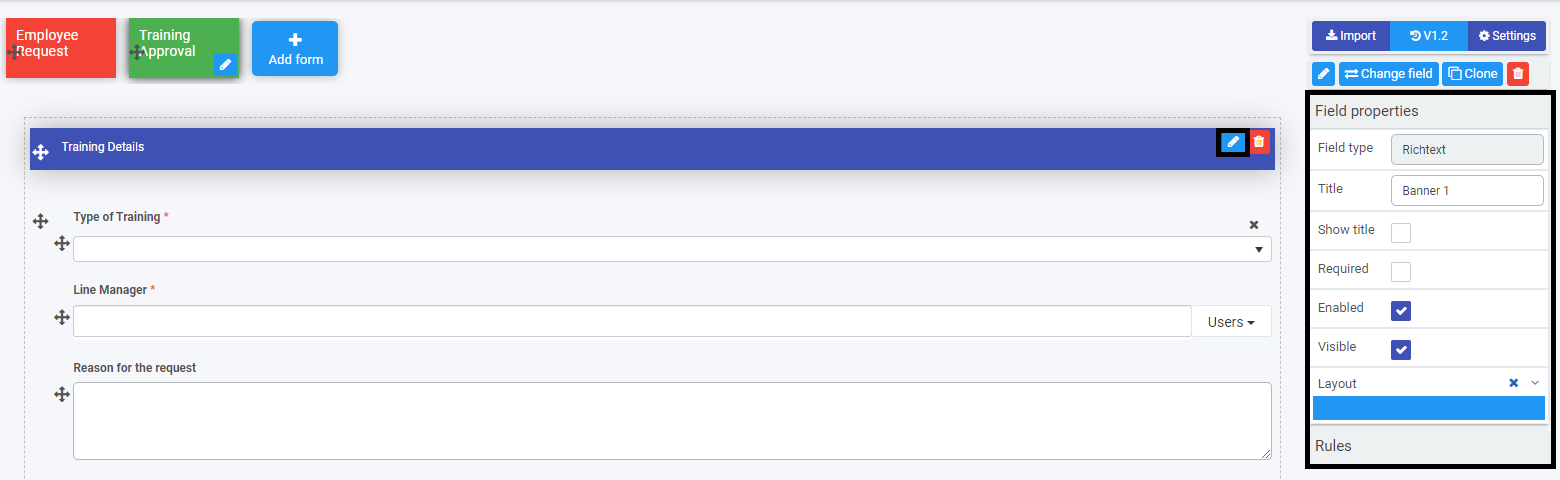 Employee
Request
Training
Approval
Add form
Import
V1.2
Settings
Change field
Clone
Training Details
Type of Training *
Line Manager *
Users
Reason for the request
Field properties
Field type
Richtext
Title
Banner 1
Show title
Required
Enabled
Visible
Layout
Rules